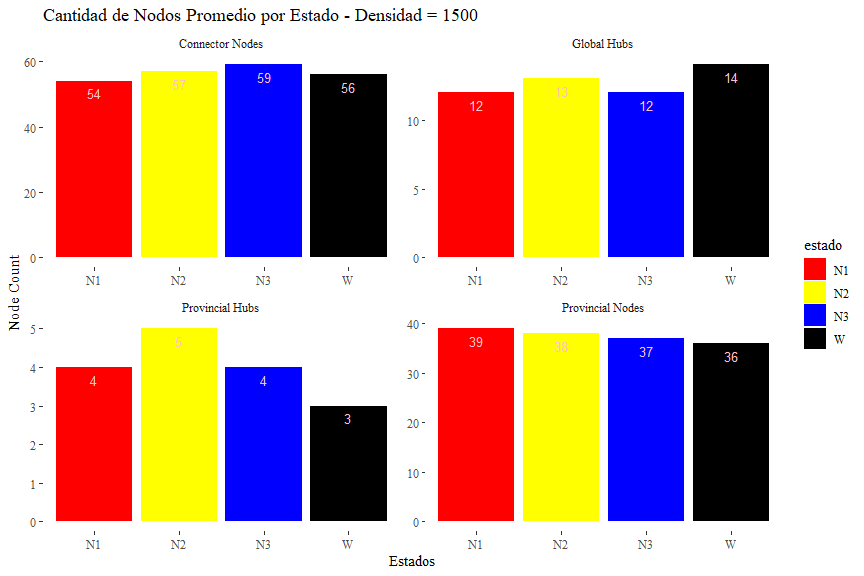 Cantidad de Nodos Promedio por Estado - Densidad = 1500
Connector Nodes
60
40
20
0
54
57
59
56
N1
N2
N3
W
Global Hubs
10
5
0
12
13
12
14
N1
N2
N3
W
Provincial Hubs
5
4
3
2
1
0
4
5
4
3
N1
N2
N3
W
Provincial Nodes
40
30
20
10
0
39
38
37
36
N1
N2
N3
W
Node Count
Estados
estado
N1
N2
N3
W